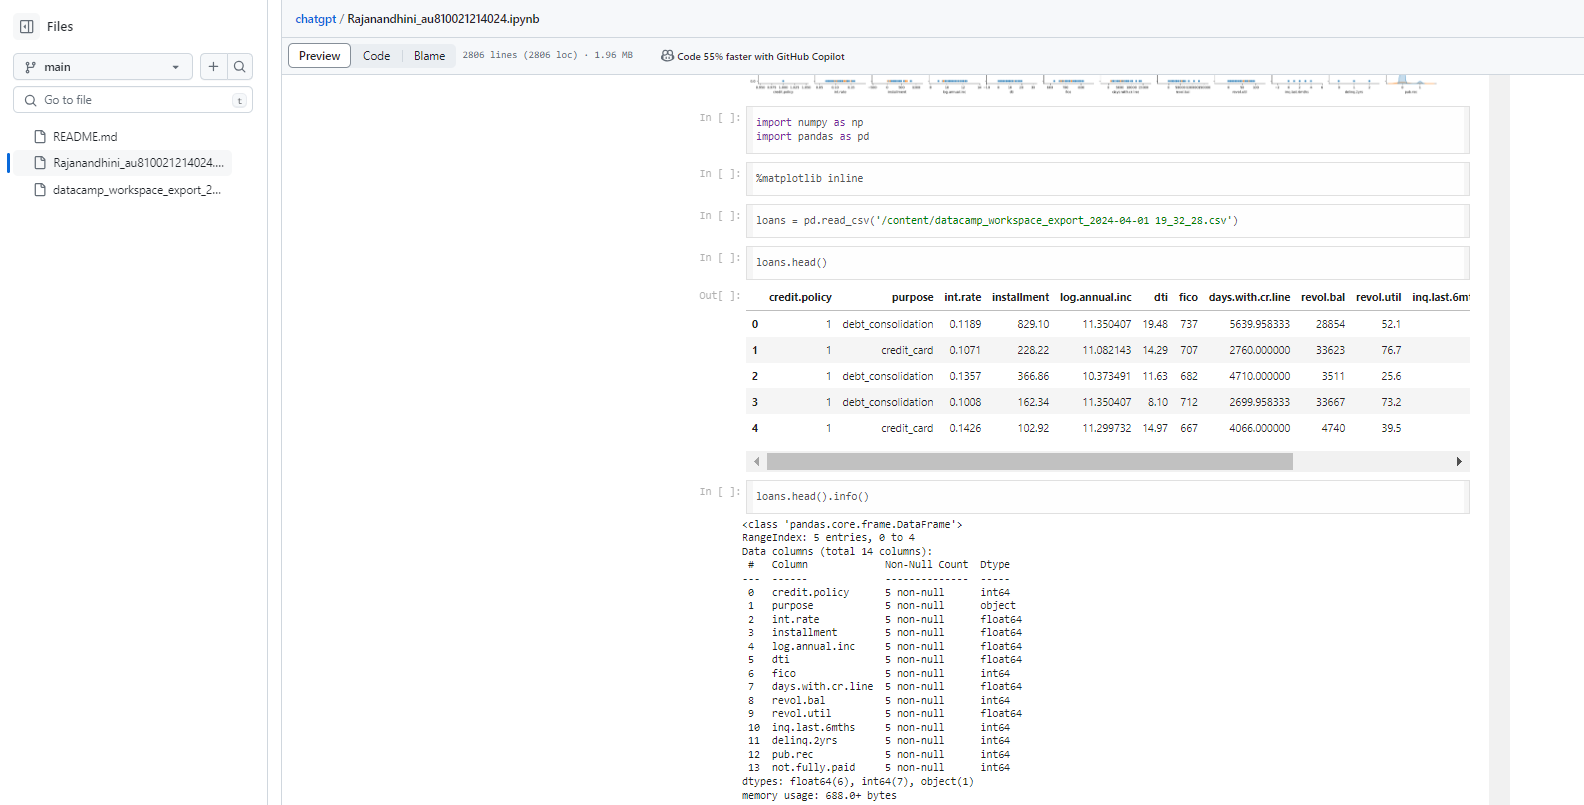 Files
main
Go to file
t
README.md
Rajanandhini_au810021214024....
datacamp_workspace_export_2...
chatgpt / Rajanandhini_au810021214024.ipynb
Preview Code Blame 2806 lines (2806 loc) · 1.96 MB Code 55% faster with GitHub Copilot
In [ ]: import numpy as np
import pandas as pd
In [ ]: %matplotlib inline
In [ ]: loans = pd.read_csv('/content/datacamp_workspace_export_2024-04-01 19_32_28.csv')
In [ ]: loans.head()
Out[ ]: credit.policy purpose int.rate installment log.annual.inc dti fico days.with.cr.line revol.bal revol.util inq.last.6mt
0 1 debt_consolidation 0.1189 829.10 11.350407 19.48 737 5639.958333 28854 52.1
1 1 credit_card 0.1071 228.22 11.082143 14.29 707 2760.000000 33623 76.7
2 1 debt_consolidation 0.1357 366.86 10.373491 11.63 682 4710.000000 3511 25.6
3 1 debt_consolidation 0.1008 162.34 11.350407 8.10 712 2699.958333 33667 73.2
4 1 credit_card 0.1426 102.92 11.299732 14.97 667 4066.000000 4740 39.5
In [ ]: loans.head().info()
<class 'pandas.core.frame.DataFrame'>
RangeIndex: 5 entries, 0 to 4
Data columns (total 14 columns):
# Column Non-Null Count Dtype
--- ------ -------------- -----
0 credit.policy 5 non-null int64
1 purpose 5 non-null object
2 int.rate 5 non-null float64
3 installment 5 non-null float64
4 log.annual.inc 5 non-null float64
5 dti 5 non-null float64
6 fico 5 non-null int64
7 days.with.cr.line 5 non-null float64
8 revol.bal 5 non-null int64
9 revol.util 5 non-null float64
10 inq.last.6mths 5 non-null int64
11 delinq.2yrs 5 non-null int64
12 pub.rec 5 non-null int64
13 not.fully.paid 5 non-null int64
dtypes: float64(6), int64(7), object(1)
memory usage: 688.0+ bytes